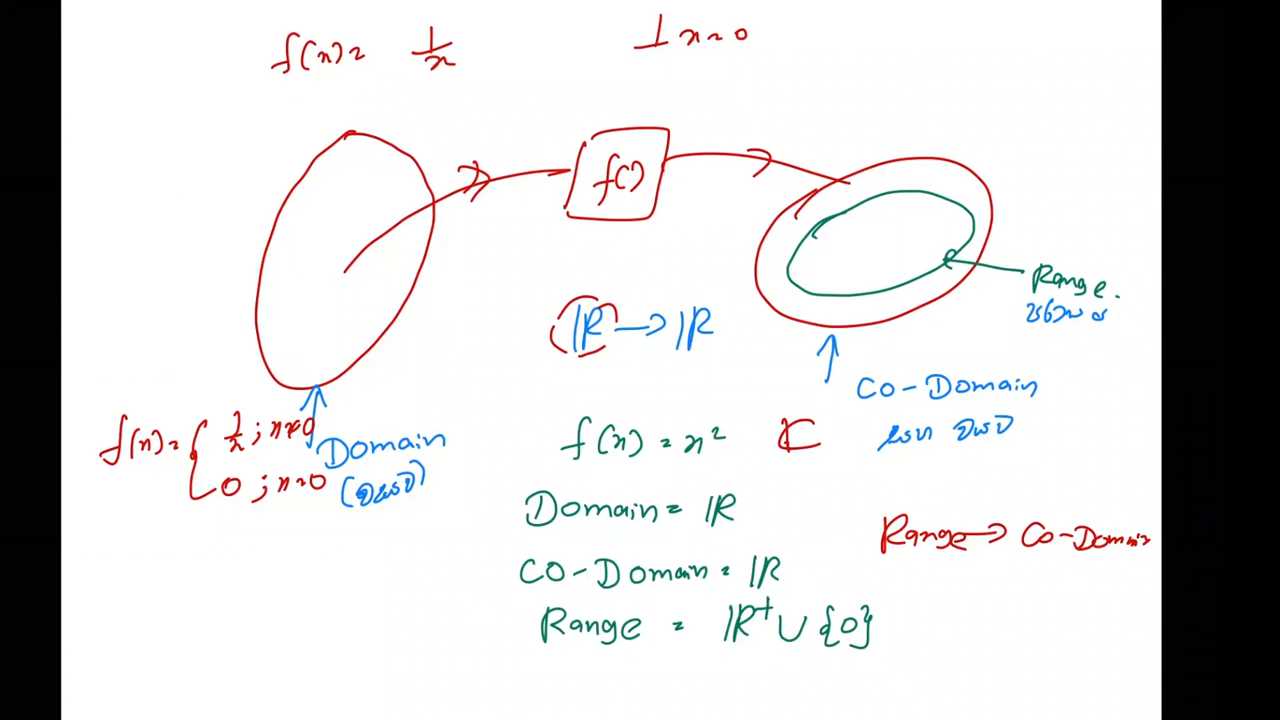 f(x) = 1/x
1 x=0
f()
Range.
ℝ → ℝ
Co-Domain
f(x) = { 1/x ; x≠0
0 ; x=0
Domain
f(x) = x²
Domain = ℝ
Range → Co-Domain
Co-Domain = ℝ
Range = ℝ⁺ ∪ {0}